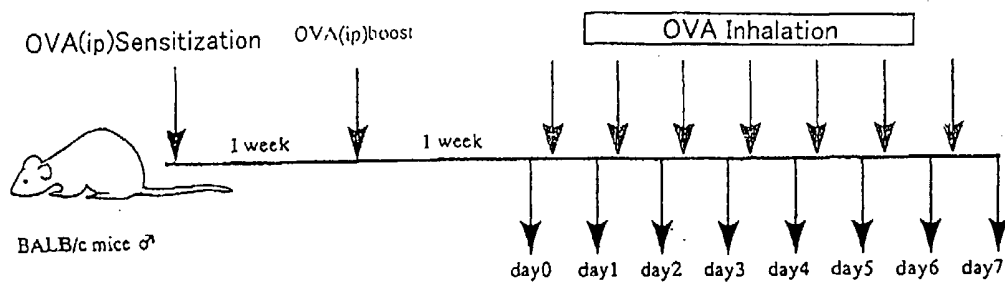 OVA(ip)Sensitization
OVA(ip)boost
OVA Inhalation
1 week
1 week
BALB/c mice ♂
day0 day1 day2 day3 day4 day5 day6 day7